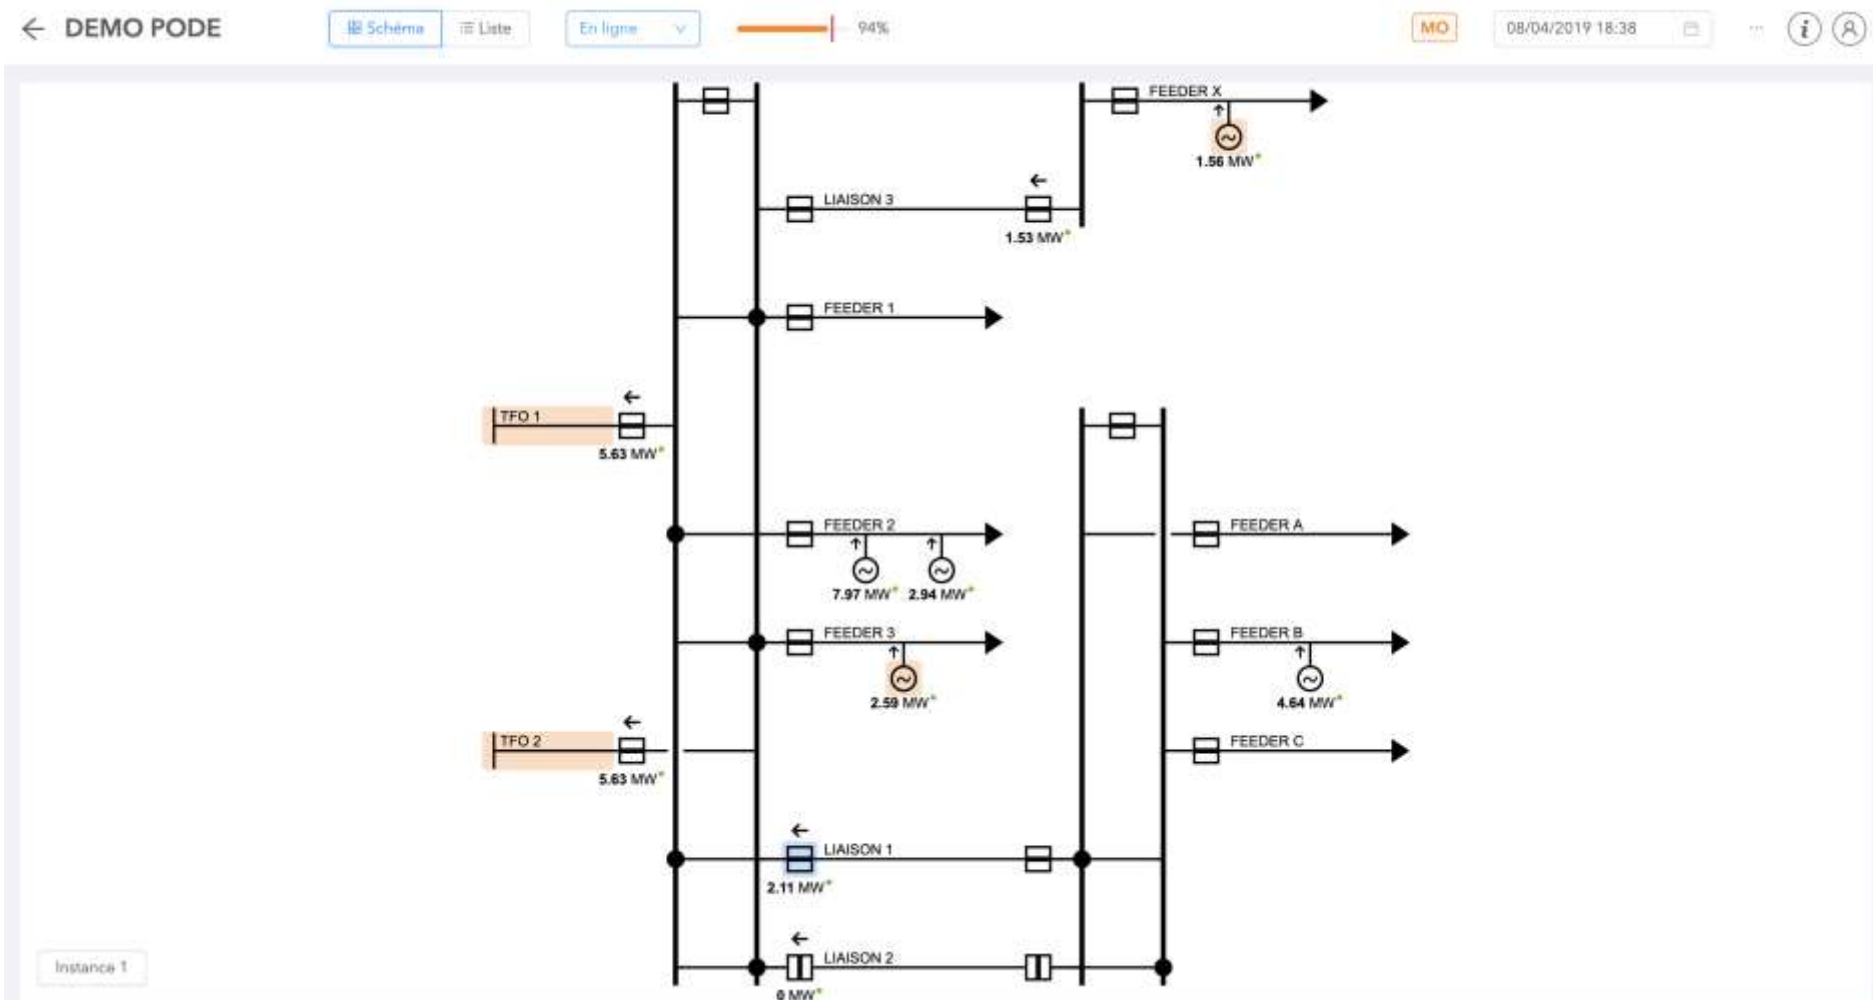 ← DEMO PODE
Schéma
Liste
En ligne
94%
MO
08/04/2019 18:38
···
i
FEEDER X
1.56 MW
LIAISON 3
1.53 MW
FEEDER 1
TFO 1
5.63 MW
FEEDER 2
FEEDER A
7.97 MW
2.94 MW
FEEDER 3
FEEDER B
2.59 MW
4.64 MW
TFO 2
FEEDER C
5.63 MW
LIAISON 1
2.11 MW
LIAISON 2
Instance 1
0 MW